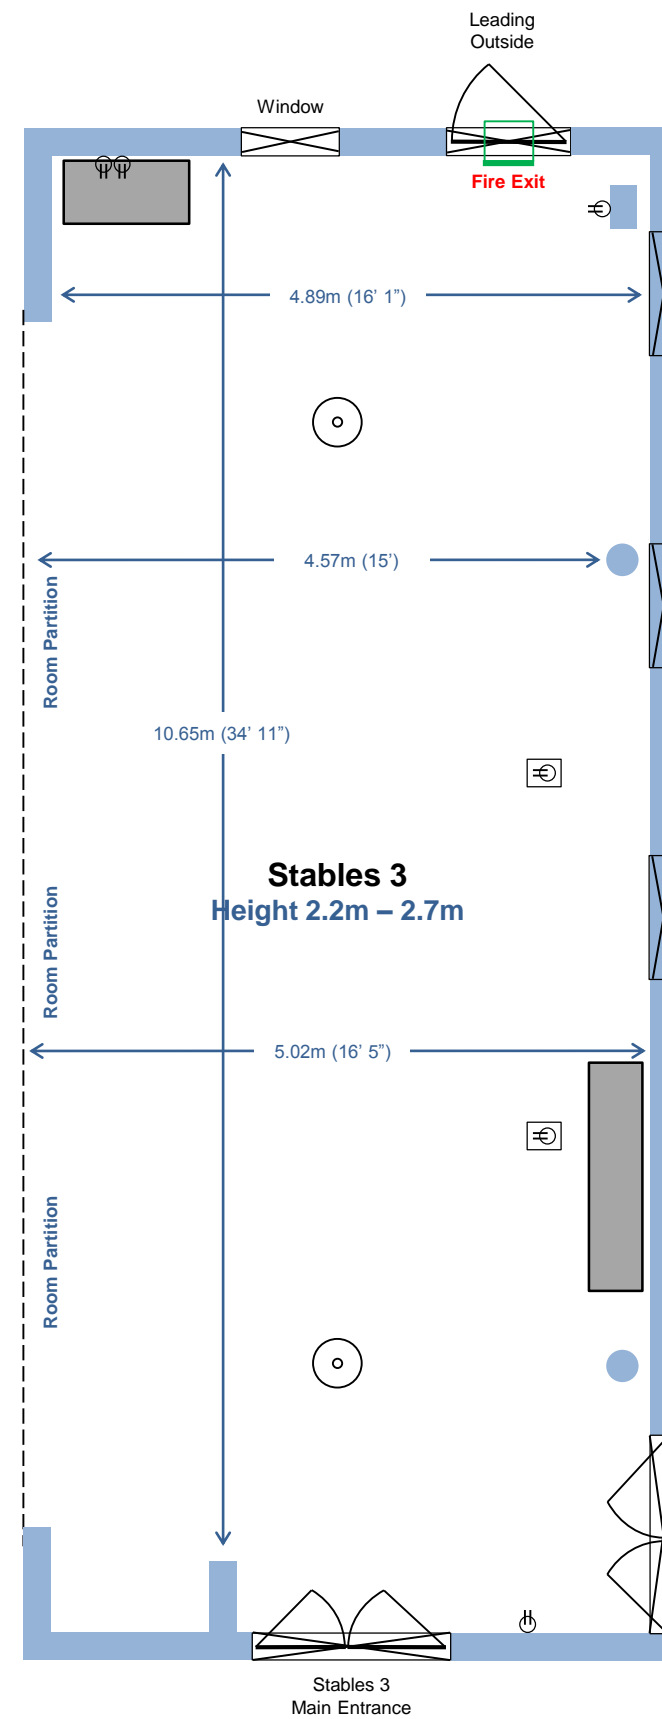 Leading
Outside
Window
Fire Exit
4.89m (16’ 1”)
4.57m (15’)
Room Partition
10.65m (34’ 11”)
Stables 3
Height 2.2m – 2.7m
Room Partition
5.02m (16’ 5”)
Room Partition
Stables 3
Main Entrance